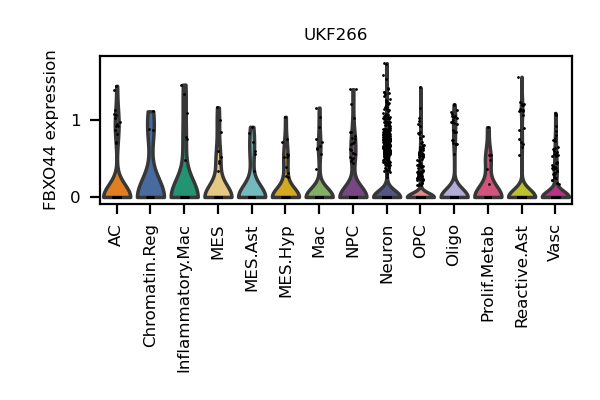 UKF266
FBXO44 expression
1
0
AC
Chromatin.Reg
Inflammatory.Mac
MES
MES.Ast
MES.Hyp
Mac
NPC
Neuron
OPC
Oligo
Prolif.Metab
Reactive.Ast
Vasc